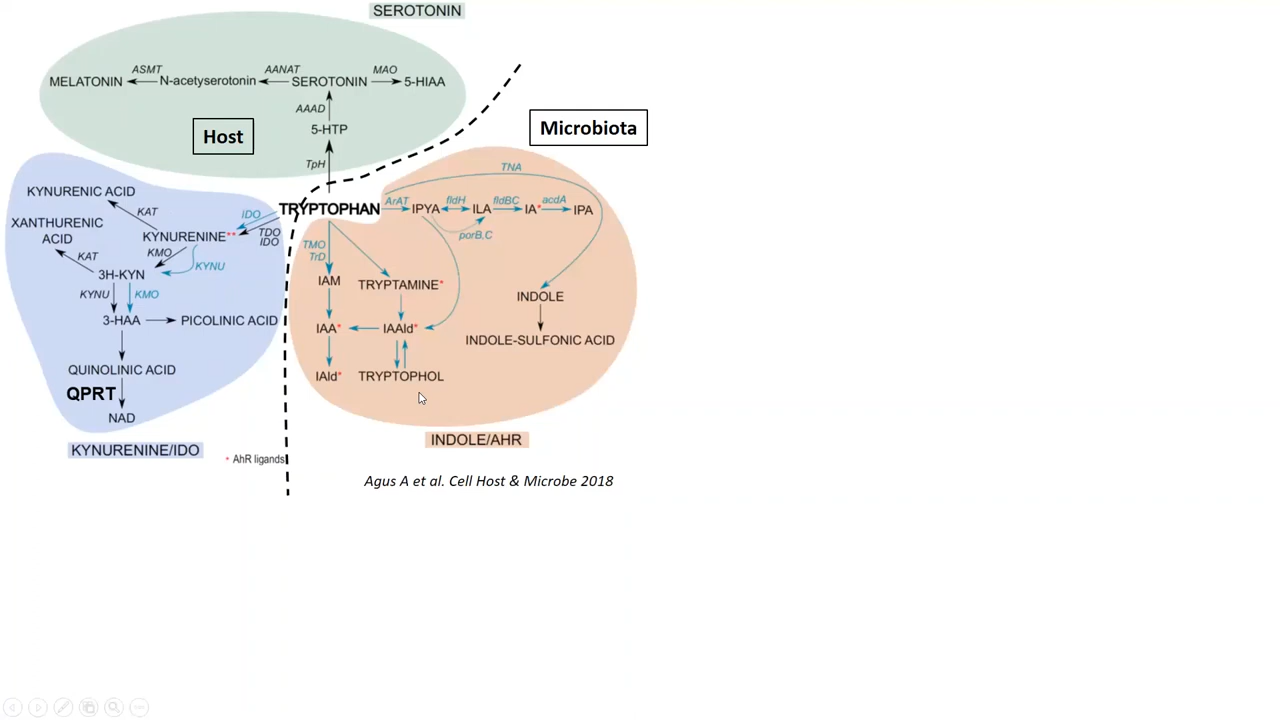 SEROTONIN
ASMT
AANAT
MAO
MELATONIN
N-acetyserotonin
SEROTONIN
5-HIAA
AAAD
Host
5-HTP
TpH
Microbiota
TNA
KYNURENIC ACID
KAT
XANTHURENIC
ACID
KYNURENINE**
IDO
TDO
IDO
TRYPTOPHAN
ArAT
IPYA
fldH
ILA
fldBC
IA*
acdA
IPA
porB,C
KMO
KAT
KYNU
3H-KYN
KYNU
KMO
3-HAA
PICOLINIC ACID
QUINOLINIC ACID
QPRT
NAD
TMO
TrD
IAM
TRYPTAMINE*
IAA*
IAAld*
IAld*
TRYPTOPHOL
INDOLE
INDOLE-SULFONIC ACID
KYNURENINE/IDO
* AhR ligands
INDOLE/AHR
Agus A et al. Cell Host & Microbe 2018